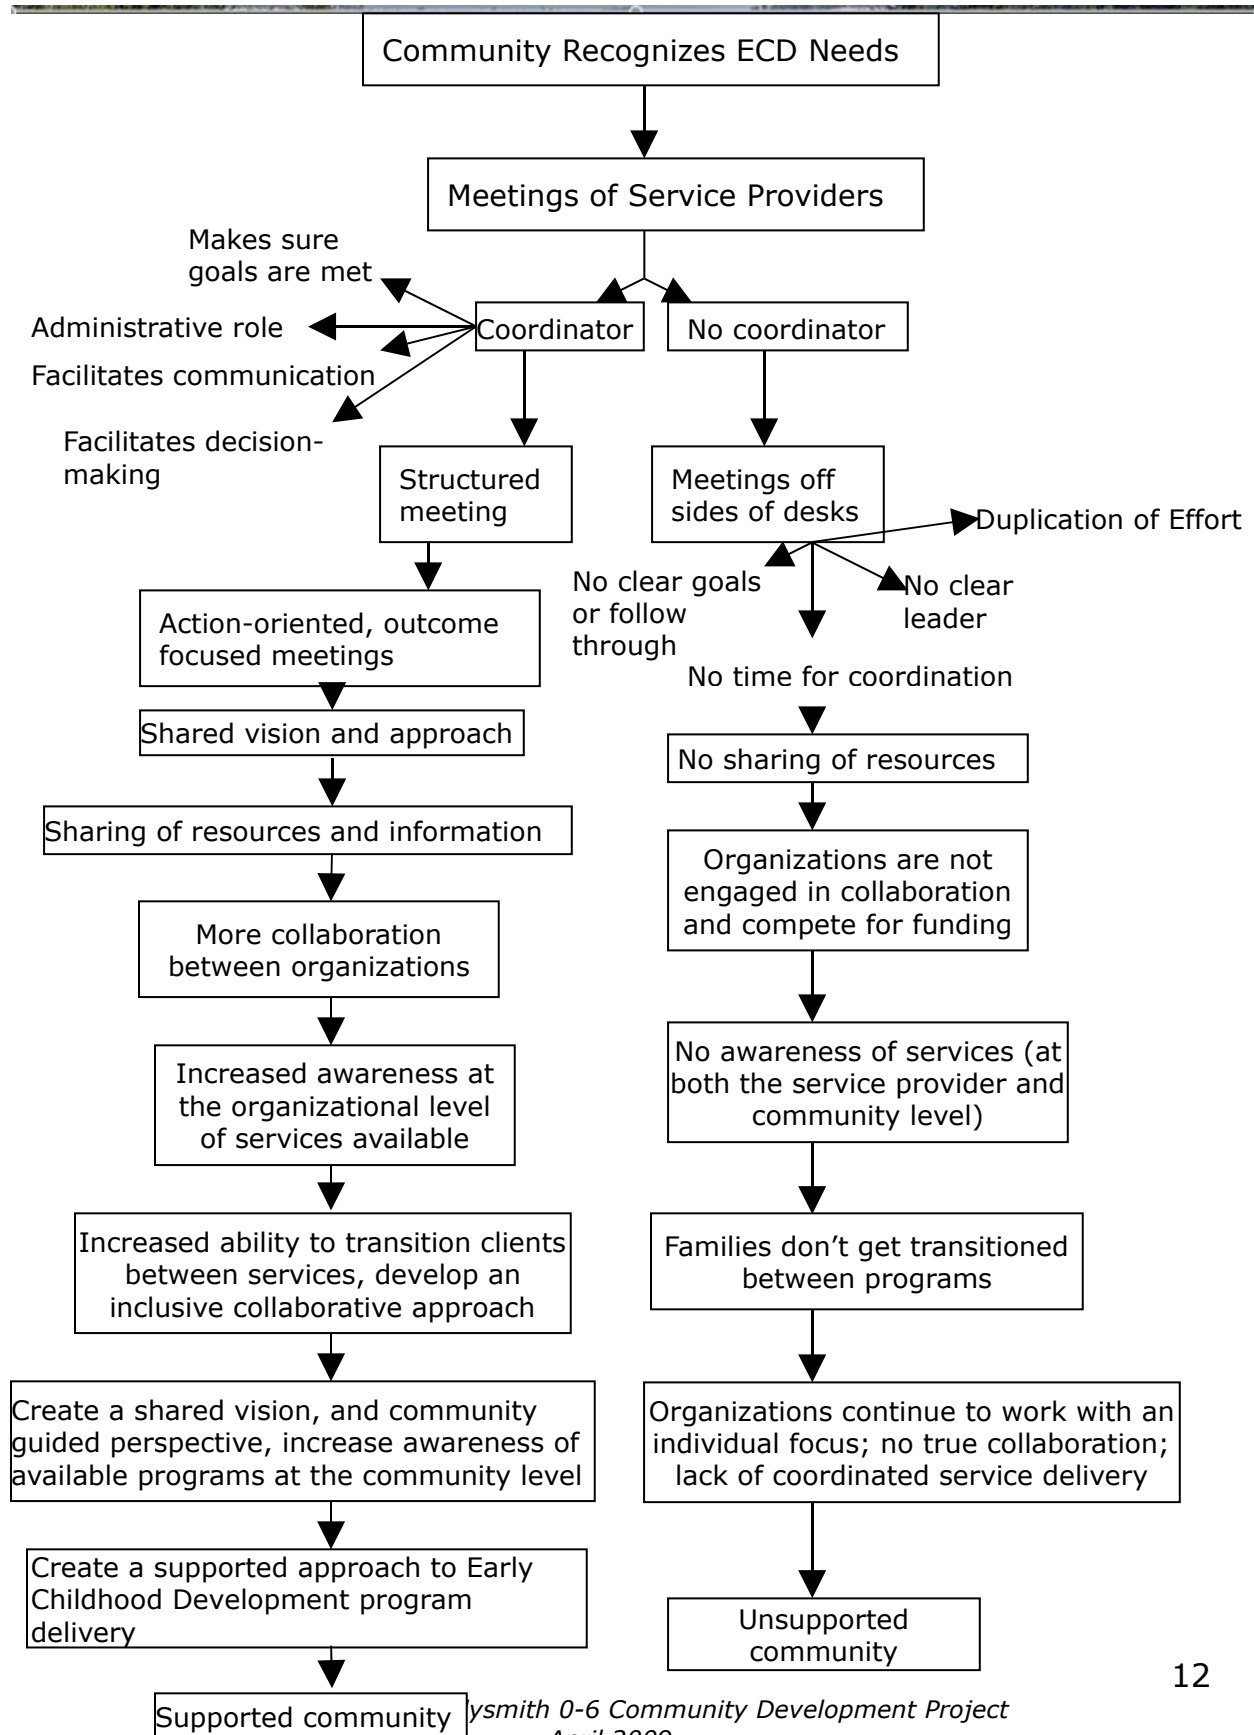 Community Recognizes ECD Needs
Meetings of Service Providers
Makes sure
goals are met
Administrative role
Facilitates communication
Facilitates decision-
making
Coordinator
No coordinator
Structured
meeting
Meetings off
sides of desks
Duplication of Effort
No clear goals
or follow
through
No clear
leader
Action-oriented, outcome
focused meetings
No time for coordination
Shared vision and approach
No sharing of resources
Sharing of resources and information
Organizations are not
engaged in collaboration
and compete for funding
More collaboration
between organizations
No awareness of services (at
both the service provider and
community level)
Increased awareness at
the organizational level
of services available
Families don’t get transitioned
between programs
Increased ability to transition clients
between services, develop an
inclusive collaborative approach
Organizations continue to work with an
individual focus; no true collaboration;
lack of coordinated service delivery
Create a shared vision, and community
guided perspective, increase awareness of
available programs at the community level
Create a supported approach to Early
Childhood Development program
delivery
Unsupported
community
Supported community
12
ysmith 0-6 Community Development Project